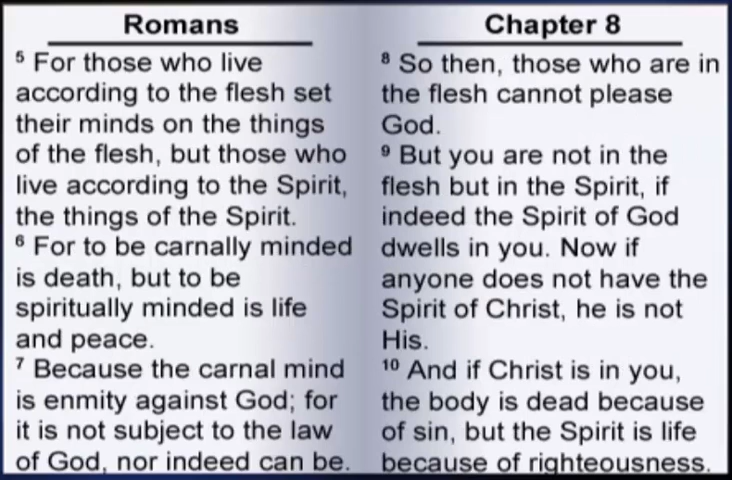 Romans
⁵ For those who live
according to the flesh set
their minds on the things
of the flesh, but those who
live according to the Spirit,
the things of the Spirit.
⁶ For to be carnally minded
is death, but to be
spiritually minded is life
and peace.
⁷ Because the carnal mind
is enmity against God; for
it is not subject to the law
of God, nor indeed can be.
Chapter 8
⁸ So then, those who are in
the flesh cannot please
God.
⁹ But you are not in the
flesh but in the Spirit, if
indeed the Spirit of God
dwells in you. Now if
anyone does not have the
Spirit of Christ, he is not
His.
¹⁰ And if Christ is in you,
the body is dead because
of sin, but the Spirit is life
because of righteousness.